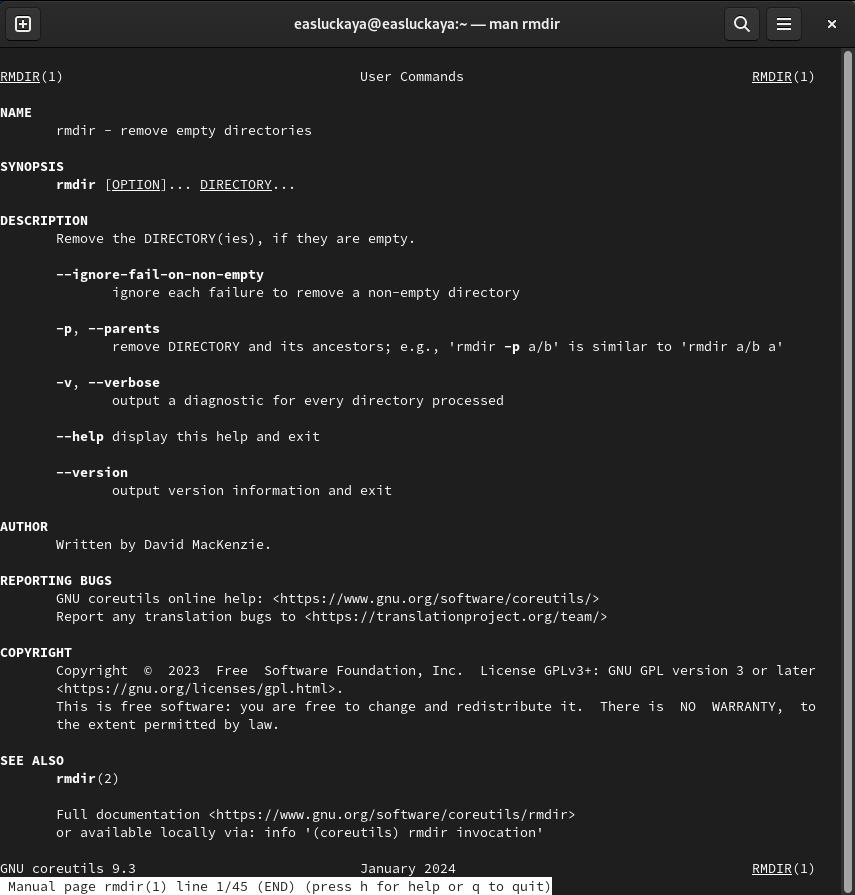 easluckaya@easluckaya:~ — man rmdir
RMDIR(1) User Commands RMDIR(1)
NAME
rmdir - remove empty directories
SYNOPSIS
rmdir [OPTION]... DIRECTORY...
DESCRIPTION
Remove the DIRECTORY(ies), if they are empty.
--ignore-fail-on-non-empty
ignore each failure to remove a non-empty directory
-p, --parents
remove DIRECTORY and its ancestors; e.g., 'rmdir -p a/b' is similar to 'rmdir a/b a'
-v, --verbose
output a diagnostic for every directory processed
--help display this help and exit
--version
output version information and exit
AUTHOR
Written by David MacKenzie.
REPORTING BUGS
GNU coreutils online help: <https://www.gnu.org/software/coreutils/>
Report any translation bugs to <https://translationproject.org/team/>
COPYRIGHT
Copyright © 2023 Free Software Foundation, Inc. License GPLv3+: GNU GPL version 3 or later
<https://gnu.org/licenses/gpl.html>.
This is free software: you are free to change and redistribute it. There is NO WARRANTY, to
the extent permitted by law.
SEE ALSO
rmdir(2)
Full documentation <https://www.gnu.org/software/coreutils/rmdir>
or available locally via: info '(coreutils) rmdir invocation'
GNU coreutils 9.3 January 2024 RMDIR(1)
Manual page rmdir(1) line 1/45 (END) (press h for help or q to quit)